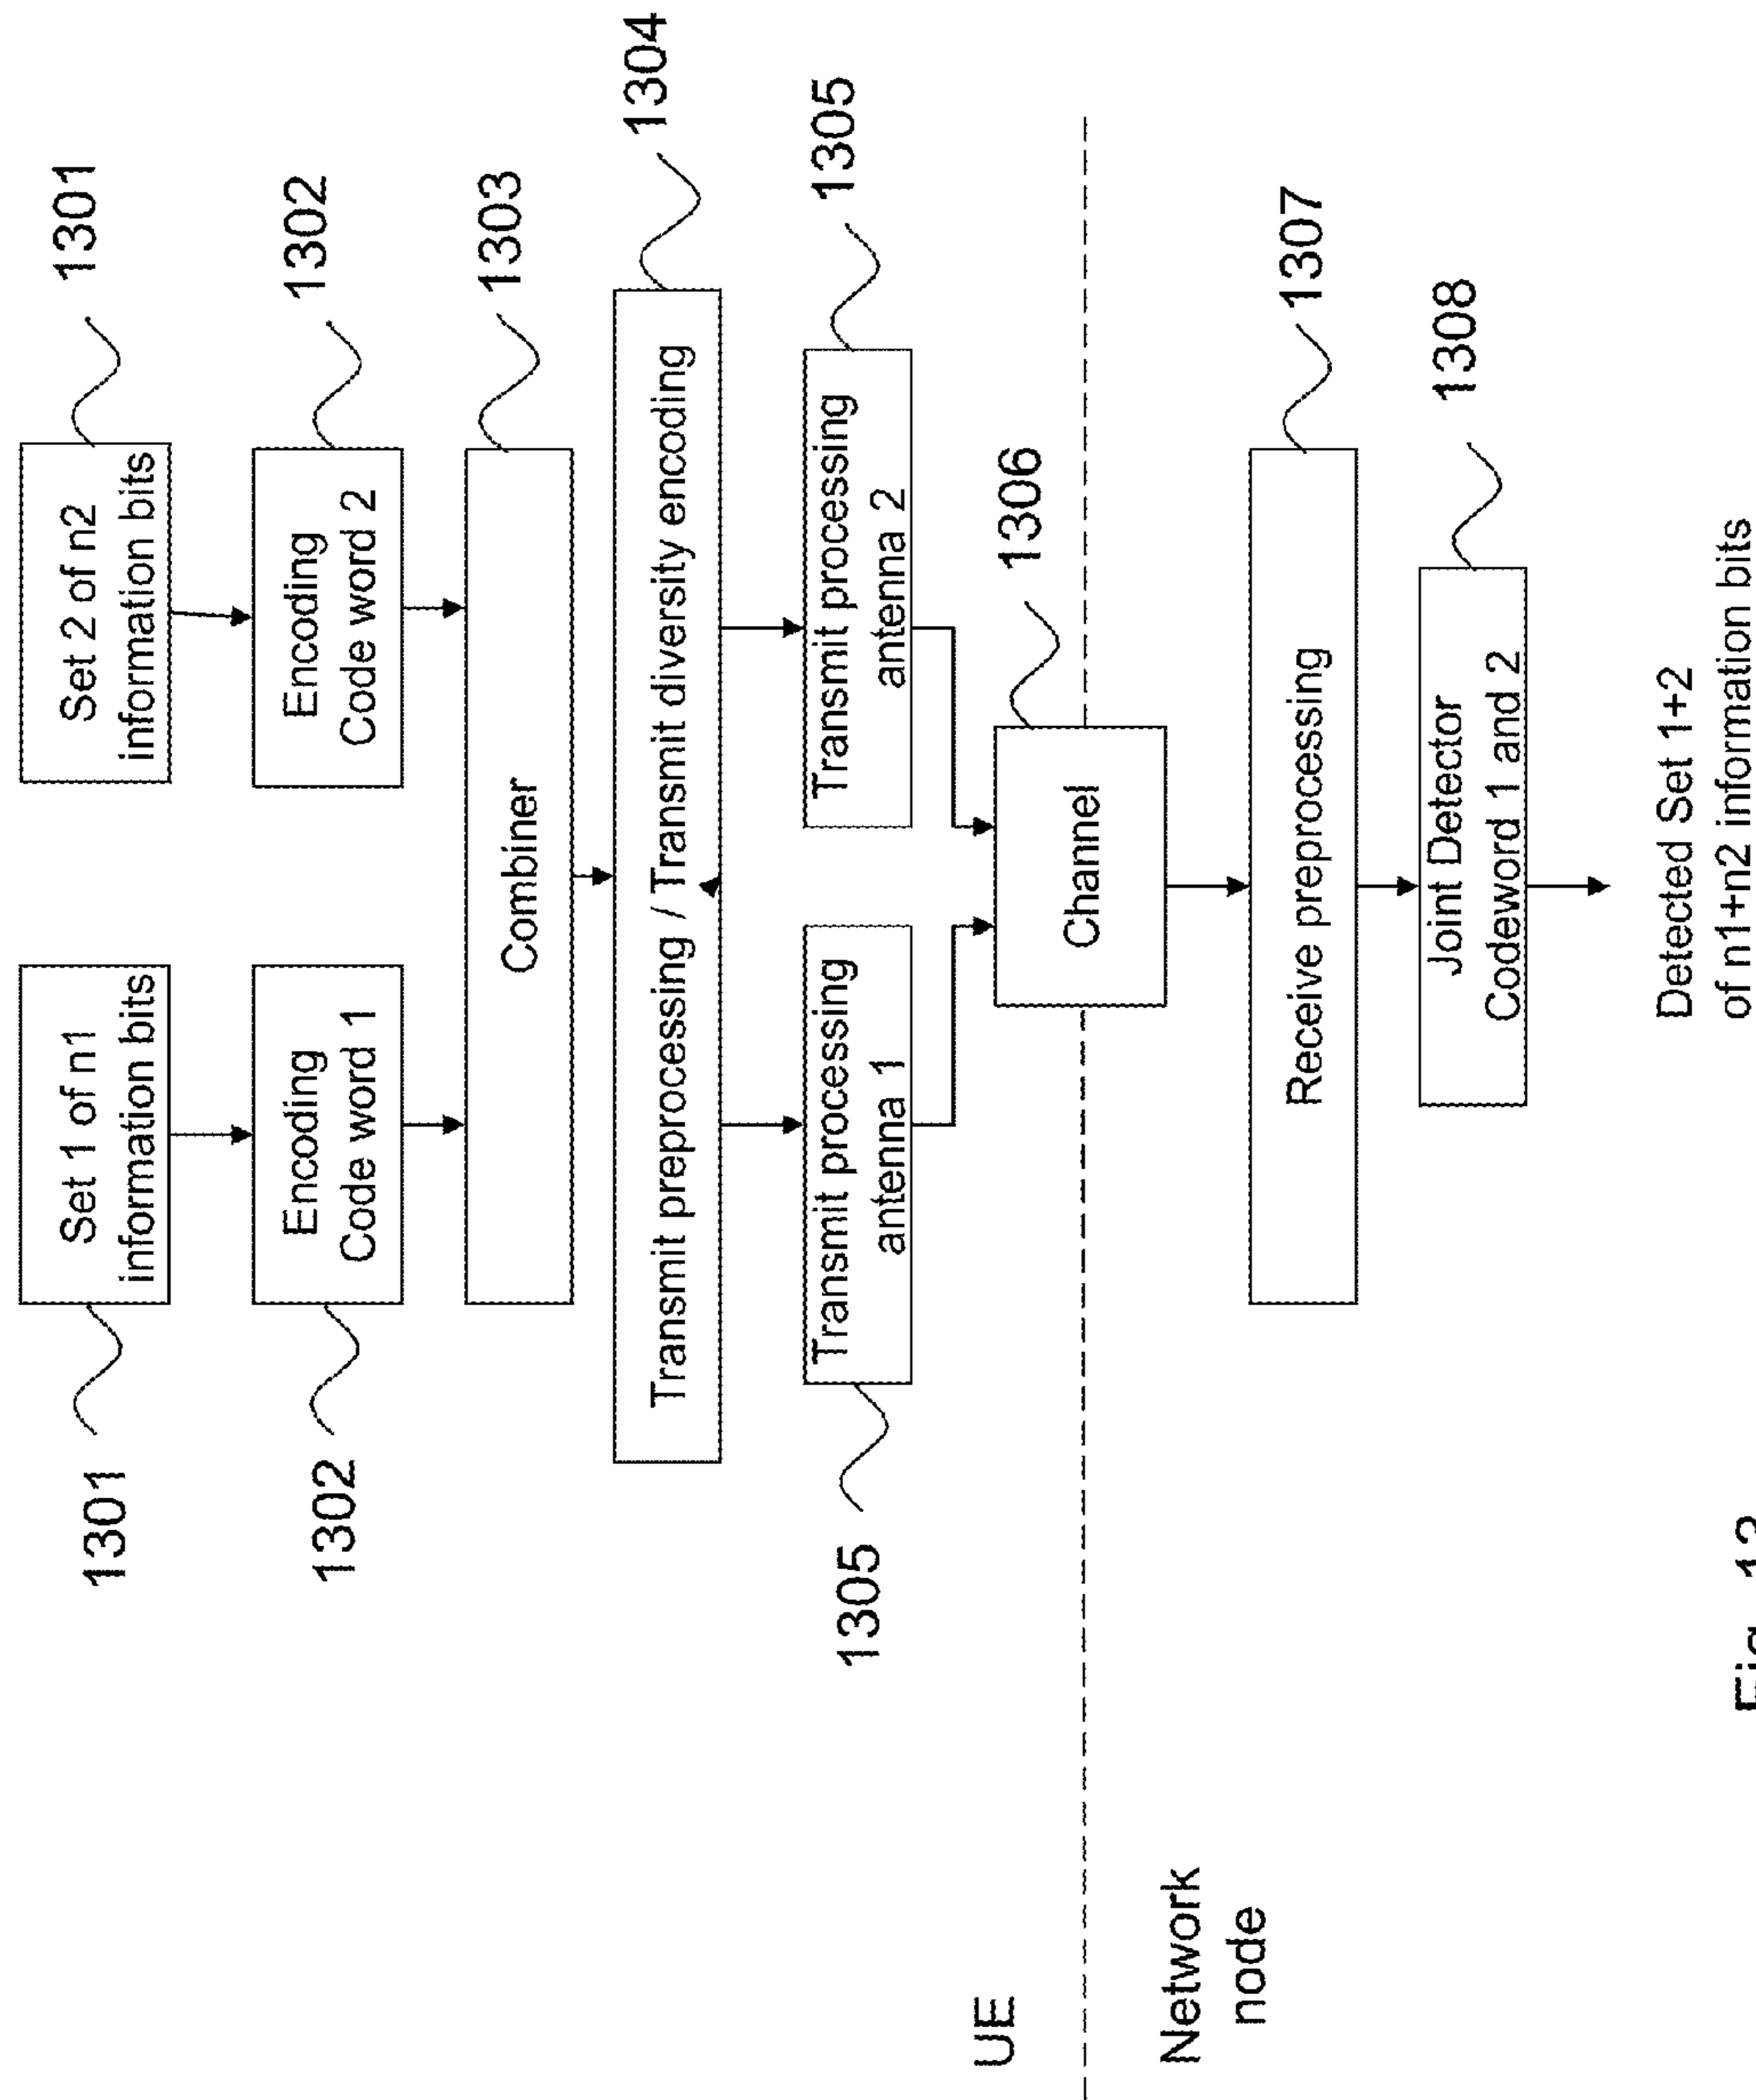 1301
Set 1 of n1
information bits
Set 2 of n2
information bits
1301
1302
Encoding
Code word 1
Encoding
Code word 2
1302
Combiner
1303
Transmit preprocessing / Transmit diversity encoding
1304
1305
Transmit processing
antenna 1
Transmit processing
antenna 2
1305
UE
Channel
1306
Network
node
Receive preprocessing
1307
Joint Detector
Codeword 1 and 2
1308
Detected Set 1+2
of n1+n2 information bits
Fig. 13